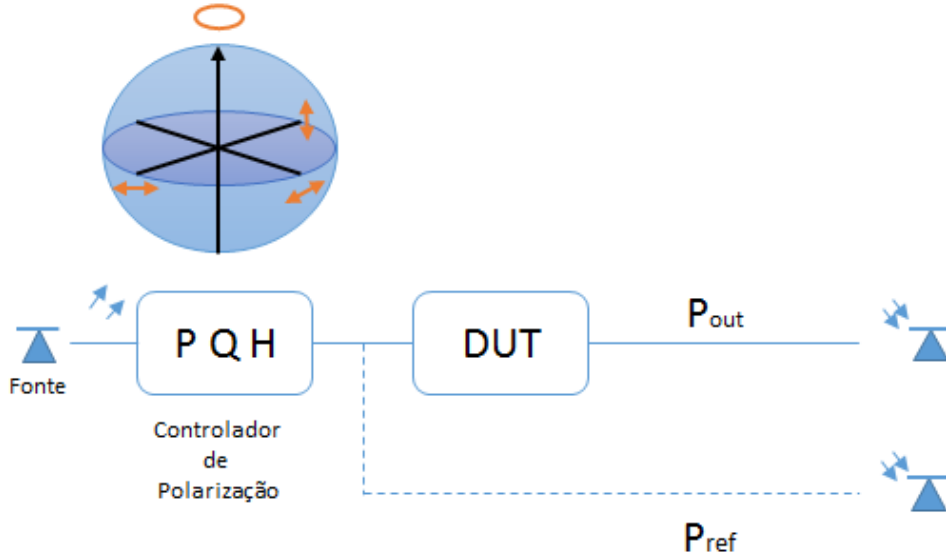 Fonte
P Q H
Controlador
de
Polarização
DUT
Pout
Pref